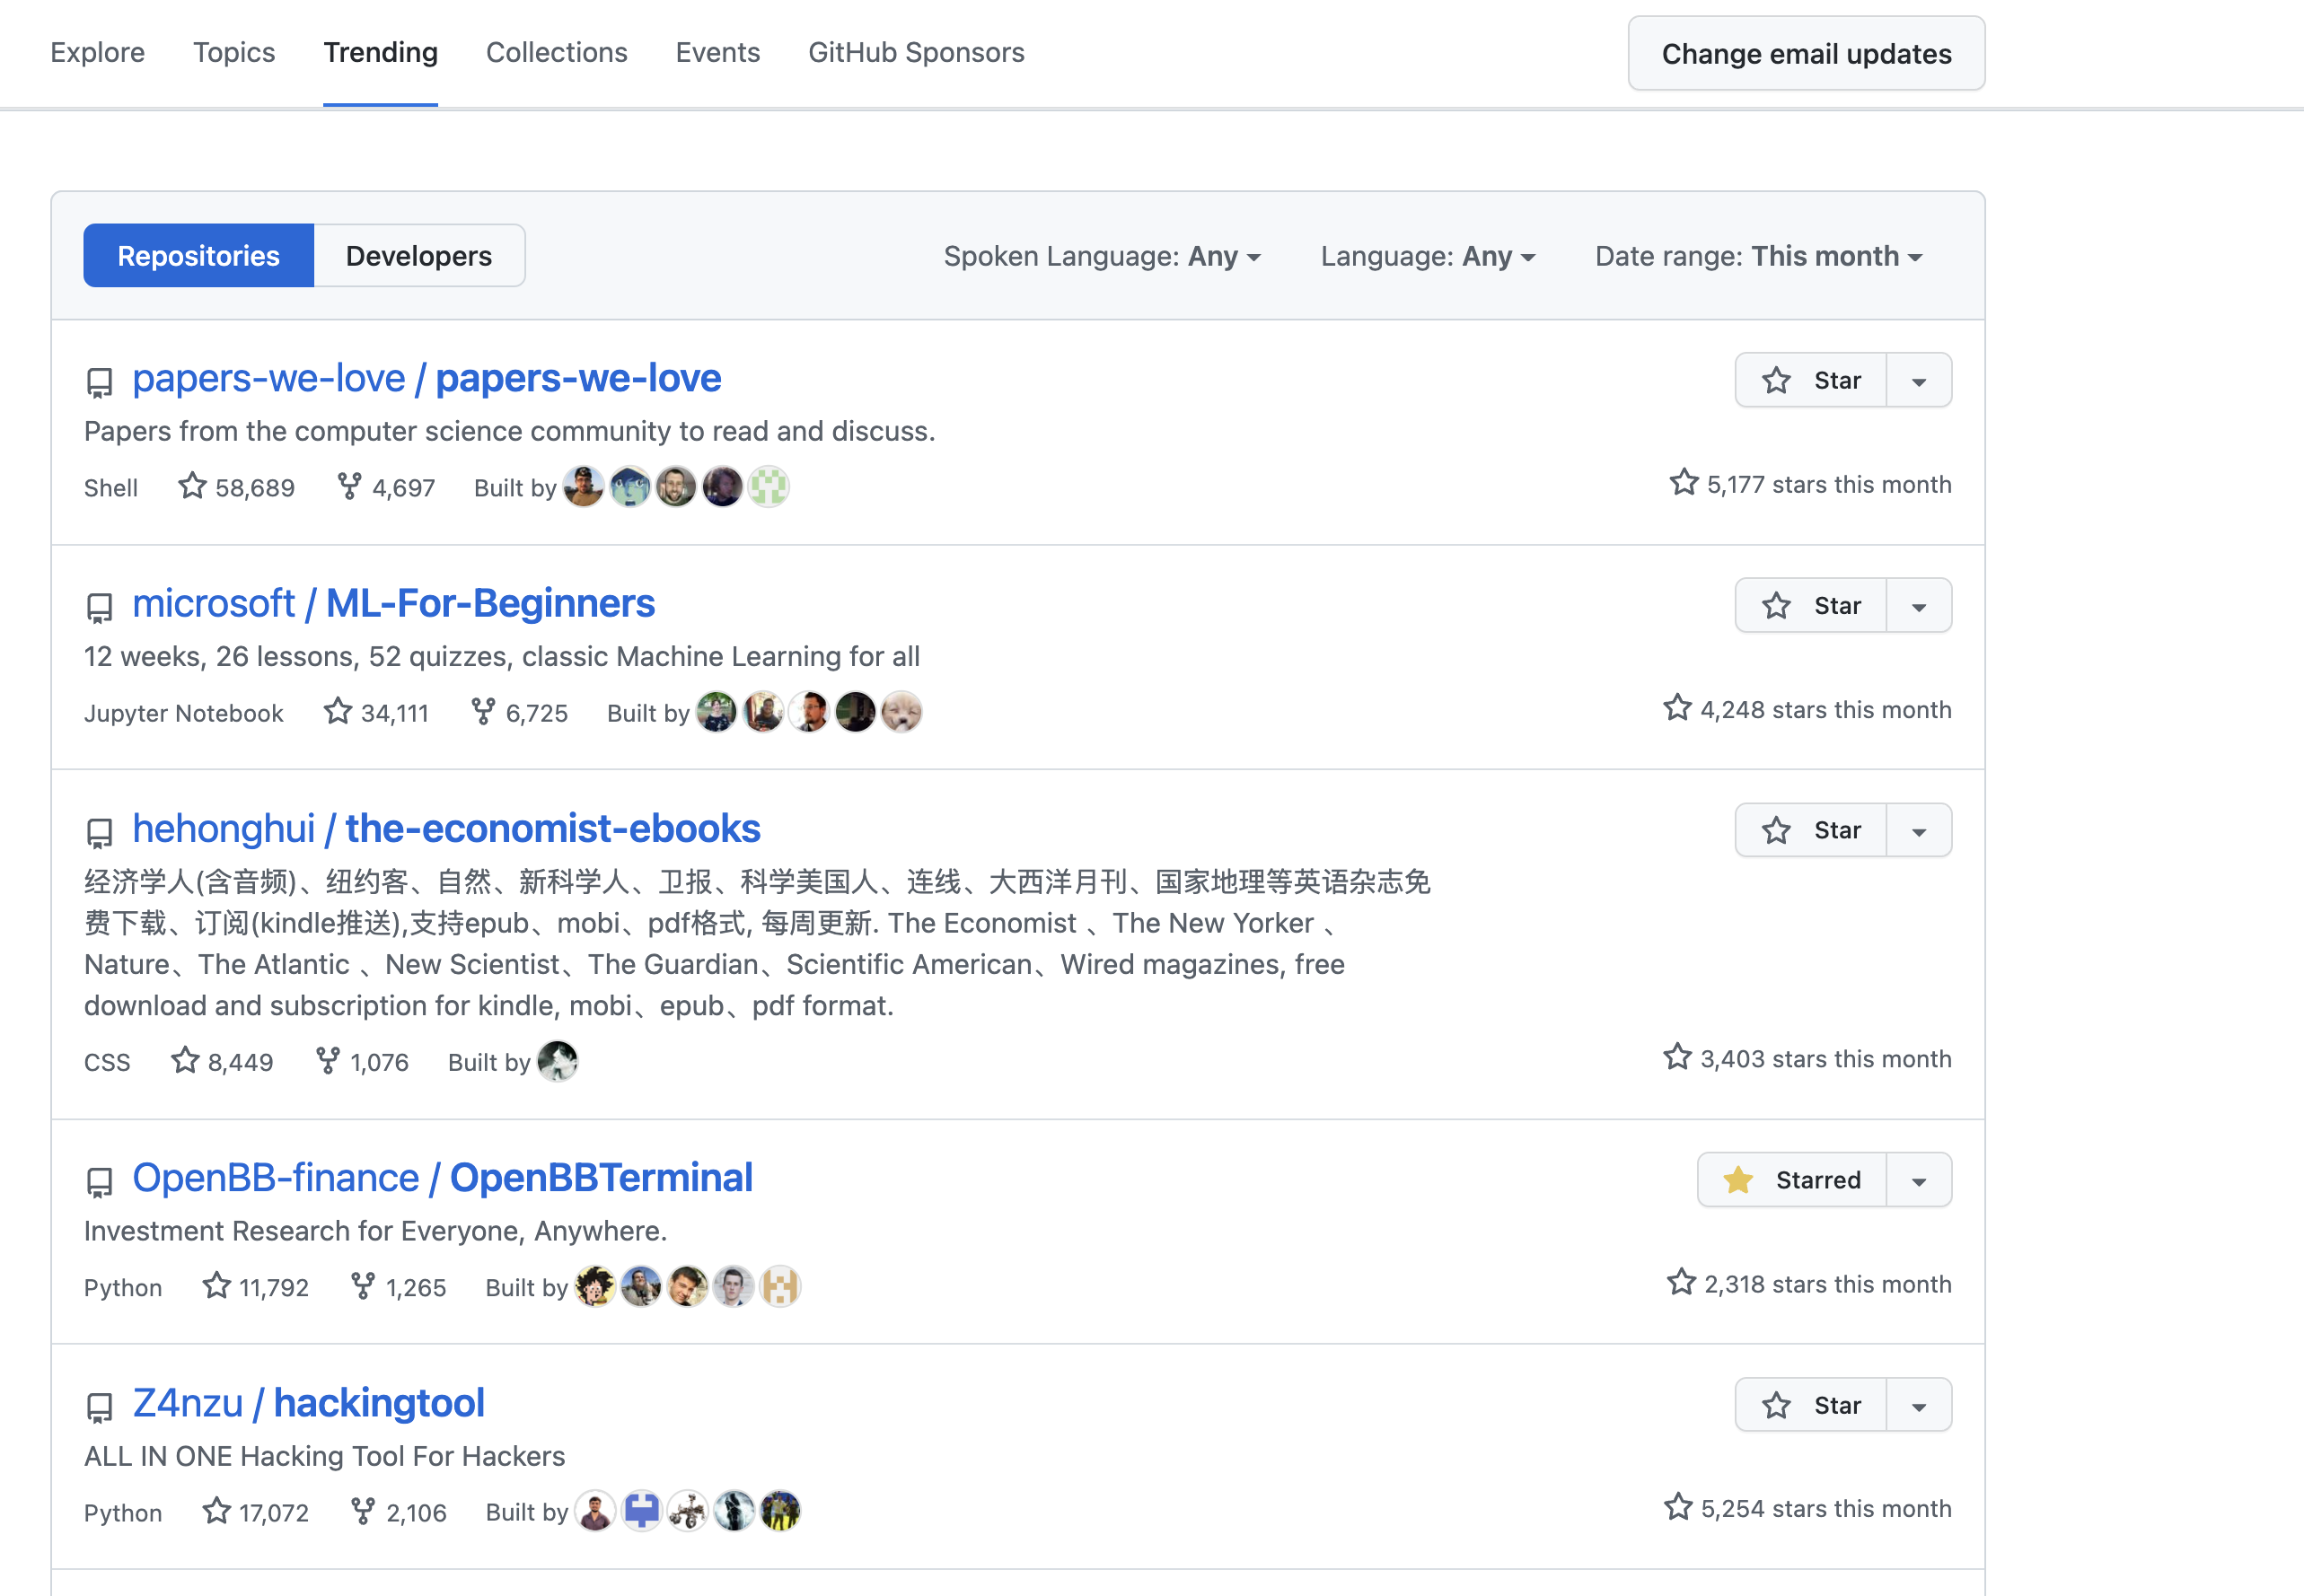 Explore Topics Trending Collections Events GitHub Sponsors Change email updates
Repositories Developers Spoken Language: Any Language: Any Date range: This month
papers-we-love / papers-we-love Star
Papers from the computer science community to read and discuss.
Shell 58,689 4,697 Built by 5,177 stars this month
microsoft / ML-For-Beginners Star
12 weeks, 26 lessons, 52 quizzes, classic Machine Learning for all
Jupyter Notebook 34,111 6,725 Built by 4,248 stars this month
hehonghui / the-economist-ebooks Star
经济学人(含音频)、纽约客、自然、新科学人、卫报、科学美国人、连线、大西洋月刊、国家地理等英语杂志免
费下载、订阅(kindle推送),支持epub、mobi、pdf格式, 每周更新. The Economist 、The New Yorker 、
Nature、The Atlantic 、New Scientist、The Guardian、Scientific American、Wired magazines, free
download and subscription for kindle, mobi、epub、pdf format.
CSS 8,449 1,076 Built by 3,403 stars this month
OpenBB-finance / OpenBBTerminal Starred
Investment Research for Everyone, Anywhere.
Python 11,792 1,265 Built by 2,318 stars this month
Z4nzu / hackingtool Star
ALL IN ONE Hacking Tool For Hackers
Python 17,072 2,106 Built by 5,254 stars this month